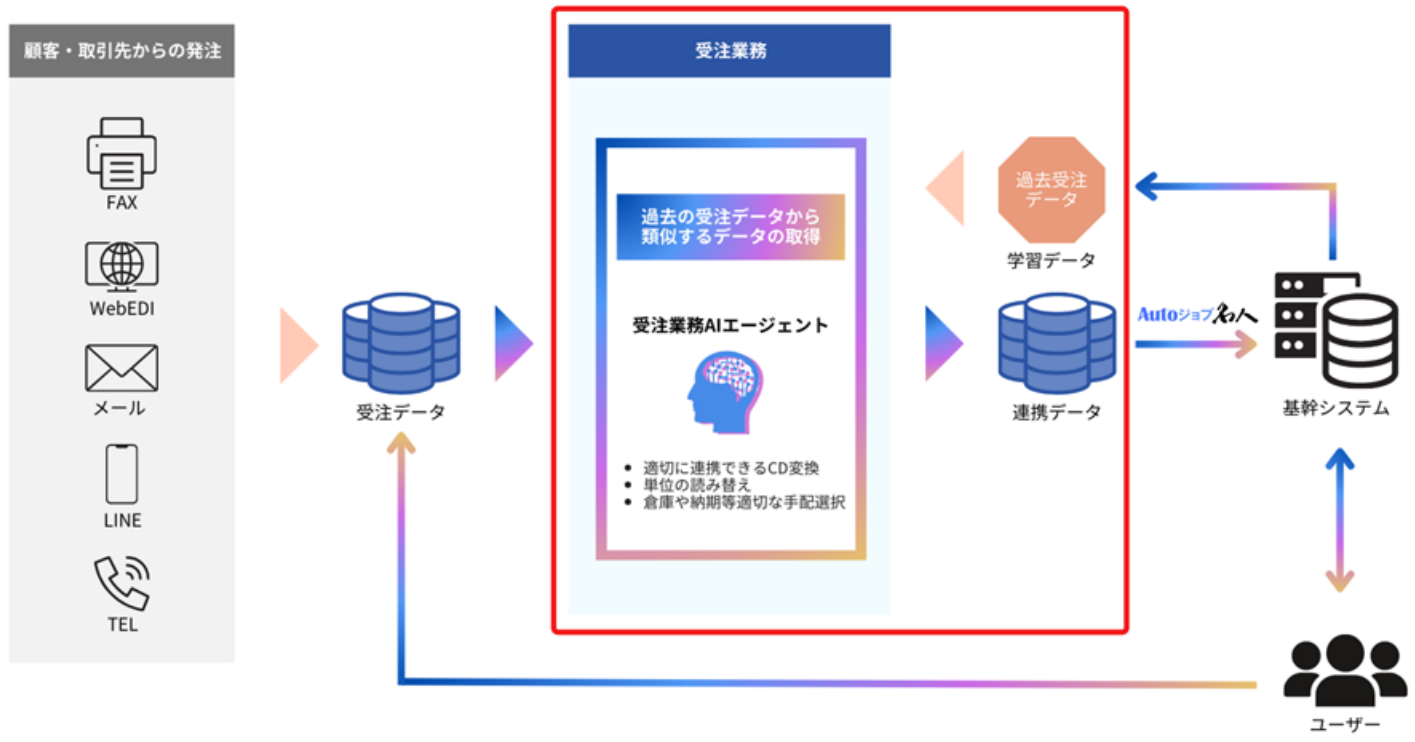 顧客・取引先からの発注
FAX
WebEDI
メール
LINE
TEL
受注データ
受注業務
過去の受注データから
類似するデータの取得
受注業務AIエージェント
適切に連携できるCD変換
単位の読み替え
倉庫や納期等適切な手配選択
過去受注
データ
学習データ
連携データ
Autoジョブ名人
基幹システム
ユーザー